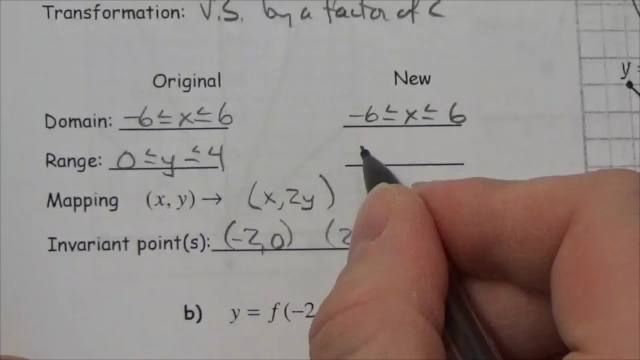 Transformation: V.S. by a factor of 2
Original New
Domain: -6 ≤ x ≤ 6 -6 ≤ x ≤ 6
Range: 0 ≤ y ≤ 4
Mapping (x, y) → (x, 2y)
Invariant point(s): (-2, 0) (2
b) y = f(-2
y =